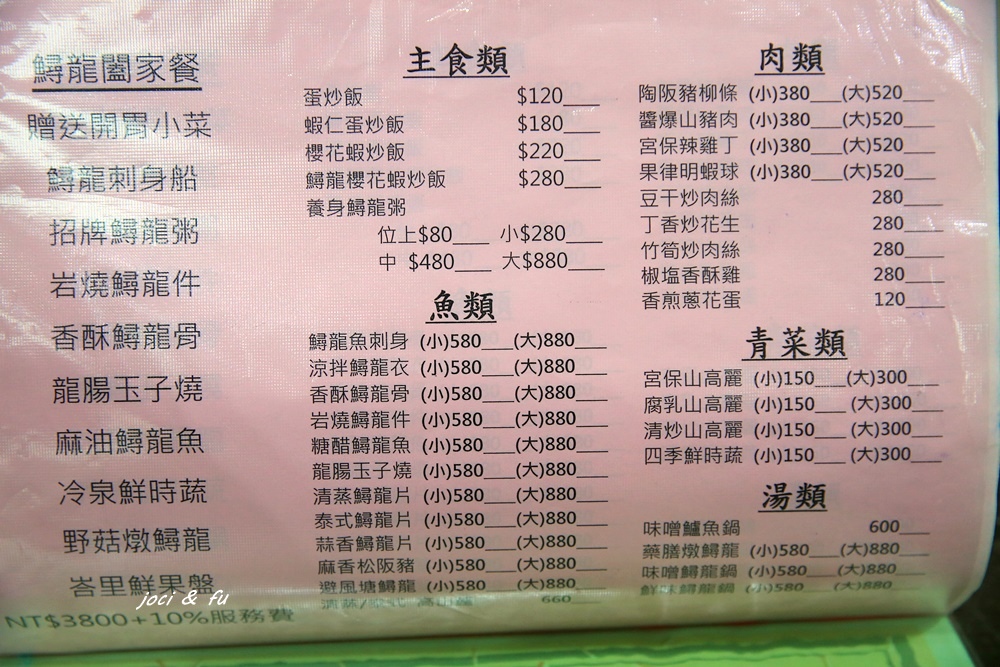 鱘龍闔家餐
贈送開胃小菜
鱘龍刺身船
招牌鱘龍粥
岩燒鱘龍件
香酥鱘龍骨
龍腸玉子燒
麻油鱘龍魚
冷泉鮮時蔬
野菇燉鱘龍
峇里鮮果盤
NT$3800+10%服務費
主食類
蛋炒飯 $120___
蝦仁蛋炒飯 $180___
櫻花蝦炒飯 $220___
鱘龍櫻花蝦炒飯 $280___
養身鱘龍粥
位上$80___ 小$280___
中 $480___ 大$880___
魚類
鱘龍魚刺身 (小)580___(大)880___
涼拌鱘龍衣 (小)580___(大)880___
香酥鱘龍骨 (小)580___(大)880___
岩燒鱘龍件 (小)580___(大)880___
糖醋鱘龍魚 (小)580___(大)880___
龍腸玉子燒 (小)580___(大)880___
清蒸鱘龍片 (小)580___(大)880___
泰式鱘龍片 (小)580___(大)880___
蒜香鱘龍片 (小)580___(大)880___
麻香松阪豬 (小)580___(大)880___
避風塘鱘龍 (小)580___(大)880___
清蒸/ 660___
肉類
陶阪豬柳條 (小)380___(大)520___
醬爆山豬肉 (小)380___(大)520___
宮保辣雞丁 (小)380___(大)520___
果律明蝦球 (小)380___(大)520___
豆干炒肉絲 280___
丁香炒花生 280___
竹筍炒肉絲 280___
椒塩香酥雞 280___
香煎蔥花蛋 120___
青菜類
宮保山高麗 (小)150___(大)300___
腐乳山高麗 (小)150___(大)300___
清炒山高麗 (小)150___(大)300___
四季鮮時蔬 (小)150___(大)300___
湯類
味噌鱸魚鍋 600___
藥膳燉鱘龍 (小)580___(大)880___
味噌鱘龍鍋 (小)580___(大)880___
鮮味鱘龍鍋 (小)580___(大)880___
joci & fu